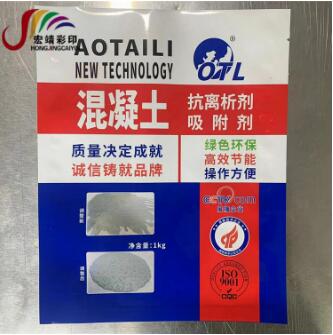 宏靖彩印
HONGJINGCAIYIN
AOTAILI
NEW TECHNOLOGY
OTL
混凝土
抗离析剂
吸附剂
质量决定成就
诚信铸就品牌
绿色环保
高效节能
操作方便
净含量:1kg
ISO
9001
CQC